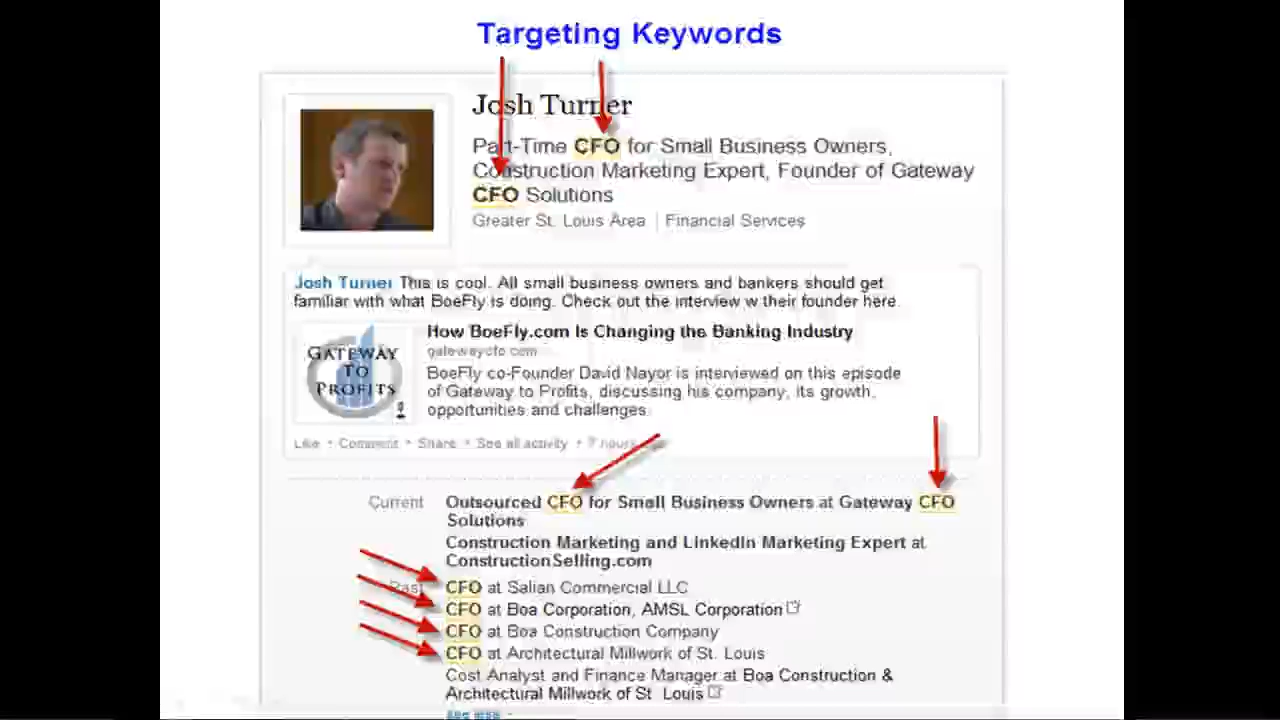 Targeting Keywords
Josh Turner
Part-Time CFO for Small Business Owners,
Construction Marketing Expert, Founder of Gateway
CFO Solutions
Greater St. Louis Area | Financial Services
Josh Turner This is cool. All small business owners and bankers should get
familiar with what BoeFly is doing. Check out the interview w their founder here.
GATEWAY
TO
PROFITS
How BoeFly.com Is Changing the Banking Industry
gatewaycfo.com
BoeFly co-Founder David Nayor is interviewed on this episode
of Gateway to Profits, discussing his company, its growth,
opportunities and challenges.
Like • Comment • Share • See all activity • 7 hours
Current
Outsourced CFO for Small Business Owners at Gateway CFO
Solutions
Construction Marketing and LinkedIn Marketing Expert at
ConstructionSelling.com
Past
CFO at Salian Commercial LLC
CFO at Boa Corporation, AMSL Corporation
CFO at Boa Construction Company
CFO at Architectural Millwork of St. Louis
Cost Analyst and Finance Manager at Boa Construction &
Architectural Millwork of St. Louis